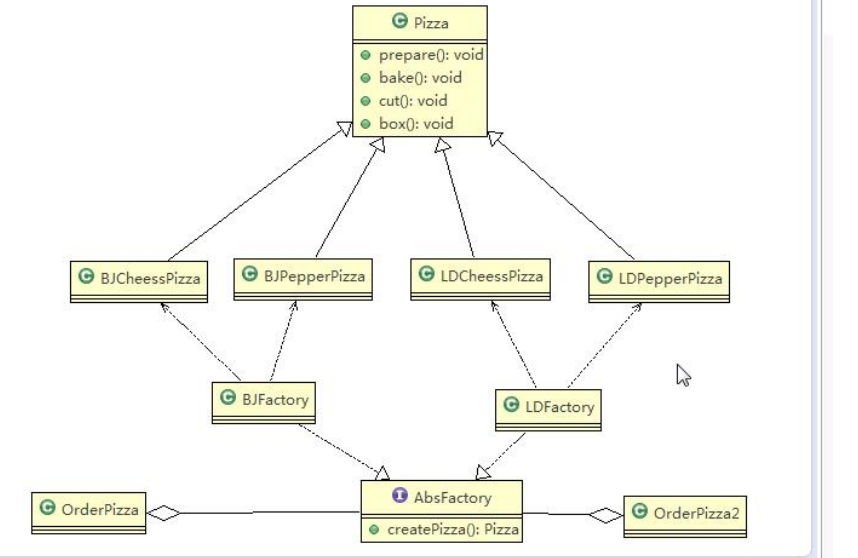 Pizza
prepare(): void
bake(): void
cut(): void
box(): void
BJCheessPizza
BJPepperPizza
LDCheessPizza
LDPepperPizza
BJFactory
LDFactory
AbsFactory
createPizza(): Pizza
OrderPizza
OrderPizza2